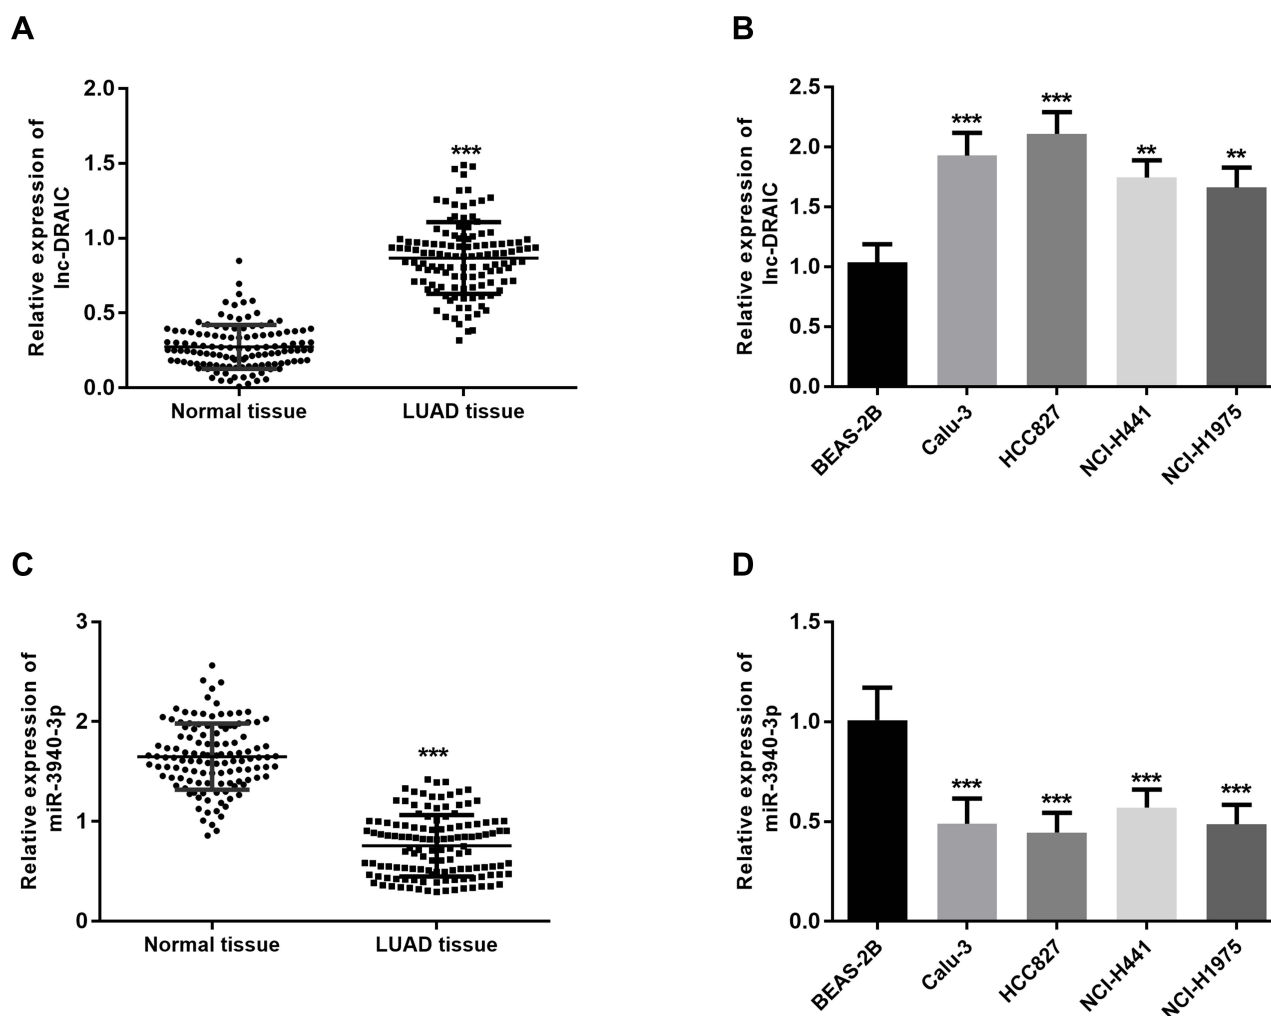 A
Relative expression of
lnc-DRAIC
2.0
1.5
1.0
0.5
0.0
***
Normal tissue
LUAD tissue
B
Relative expression of
lnc-DRAIC
2.5
2.0
1.5
1.0
0.5
0.0
***
***
**
**
BEAS-2B
Calu-3
HCC827
NCI-H441
NCI-H1975
C
Relative expression of
miR-3940-3p
3
2
1
0
***
Normal tissue
LUAD tissue
D
Relative expression of
miR-3940-3p
1.5
1.0
0.5
0.0
***
***
***
***
BEAS-2B
Calu-3
HCC827
NCI-H441
NCI-H1975